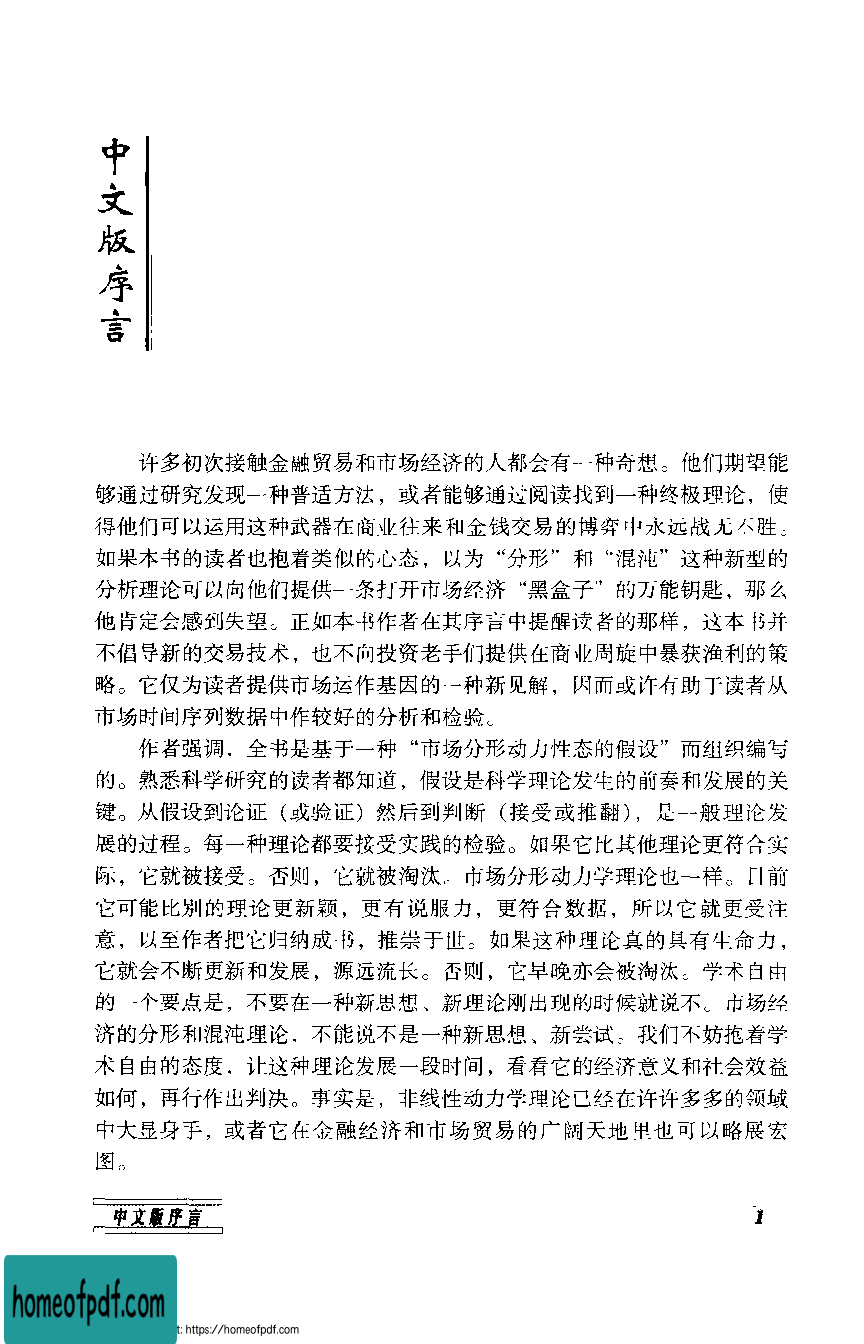 中文版序言
许多初次接触金融贸易和市场经济的人都会有一种奇想。他们期望能
够通过研究发现一种普适方法，或者能够通过阅读找到一种终极理论，使
得他们可以运用这种武器在商业往来和金钱交易的博弈中永远战无不胜。
如果本书的读者也抱着类似的心态，以为“分形”和“混沌”这种新型的
分析理论可以向他们提供一条打开市场经济“黑盒子”的万能钥匙，那么
他肯定会感到失望。正如本书作者在其序言中提醒读者的那样，这本书并
不倡导新的交易技术，也不向投资老手们提供在商业周旋中暴获渔利的策
略。它仅为读者提供市场运作基因的一种新见解，因而或许有助于读者从
市场时间序列数据中作较好的分析和检验。
作者强调，全书是基于一种“市场分形动力性态的假设”而组织编写
的。熟悉科学研究的读者都知道，假设是科学理论发生的前奏和发展的关
键。从假设到论证（或验证）然后到判断（接受或推翻），是一般理论发
展的过程。每一种理论都要接受实践的检验。如果它比其他理论更符合实
际，它就被接受。否则，它就被淘汰。市场分形动力学理论也一样。目前
它可能比别的理论更新颖，更有说服力，更符合数据，所以它就更受注
意，以至作者把它归纳成书，推崇于世。如果这种理论真的具有生命力，
它就会不断更新和发展，源远流长。否则，它早晚亦会被淘汰。学术自由
的一个要点是，不要在一种新思想、新理论刚出现的时候就说不。市场经
济的分形和混沌理论，不能说不是一种新思想、新尝试。我们不妨抱着学
术自由的态度，让这种理论发展一段时间，看看它的经济意义和社会效益
如何，再行作出判决。事实是，非线性动力学理论已经在许许多多的领域
中大显身手，或者它在金融经济和市场贸易的广阔天地里也可以略展宏
图。
中文版序言 1
homeofpdf.com
t: https://homeofpdf.com